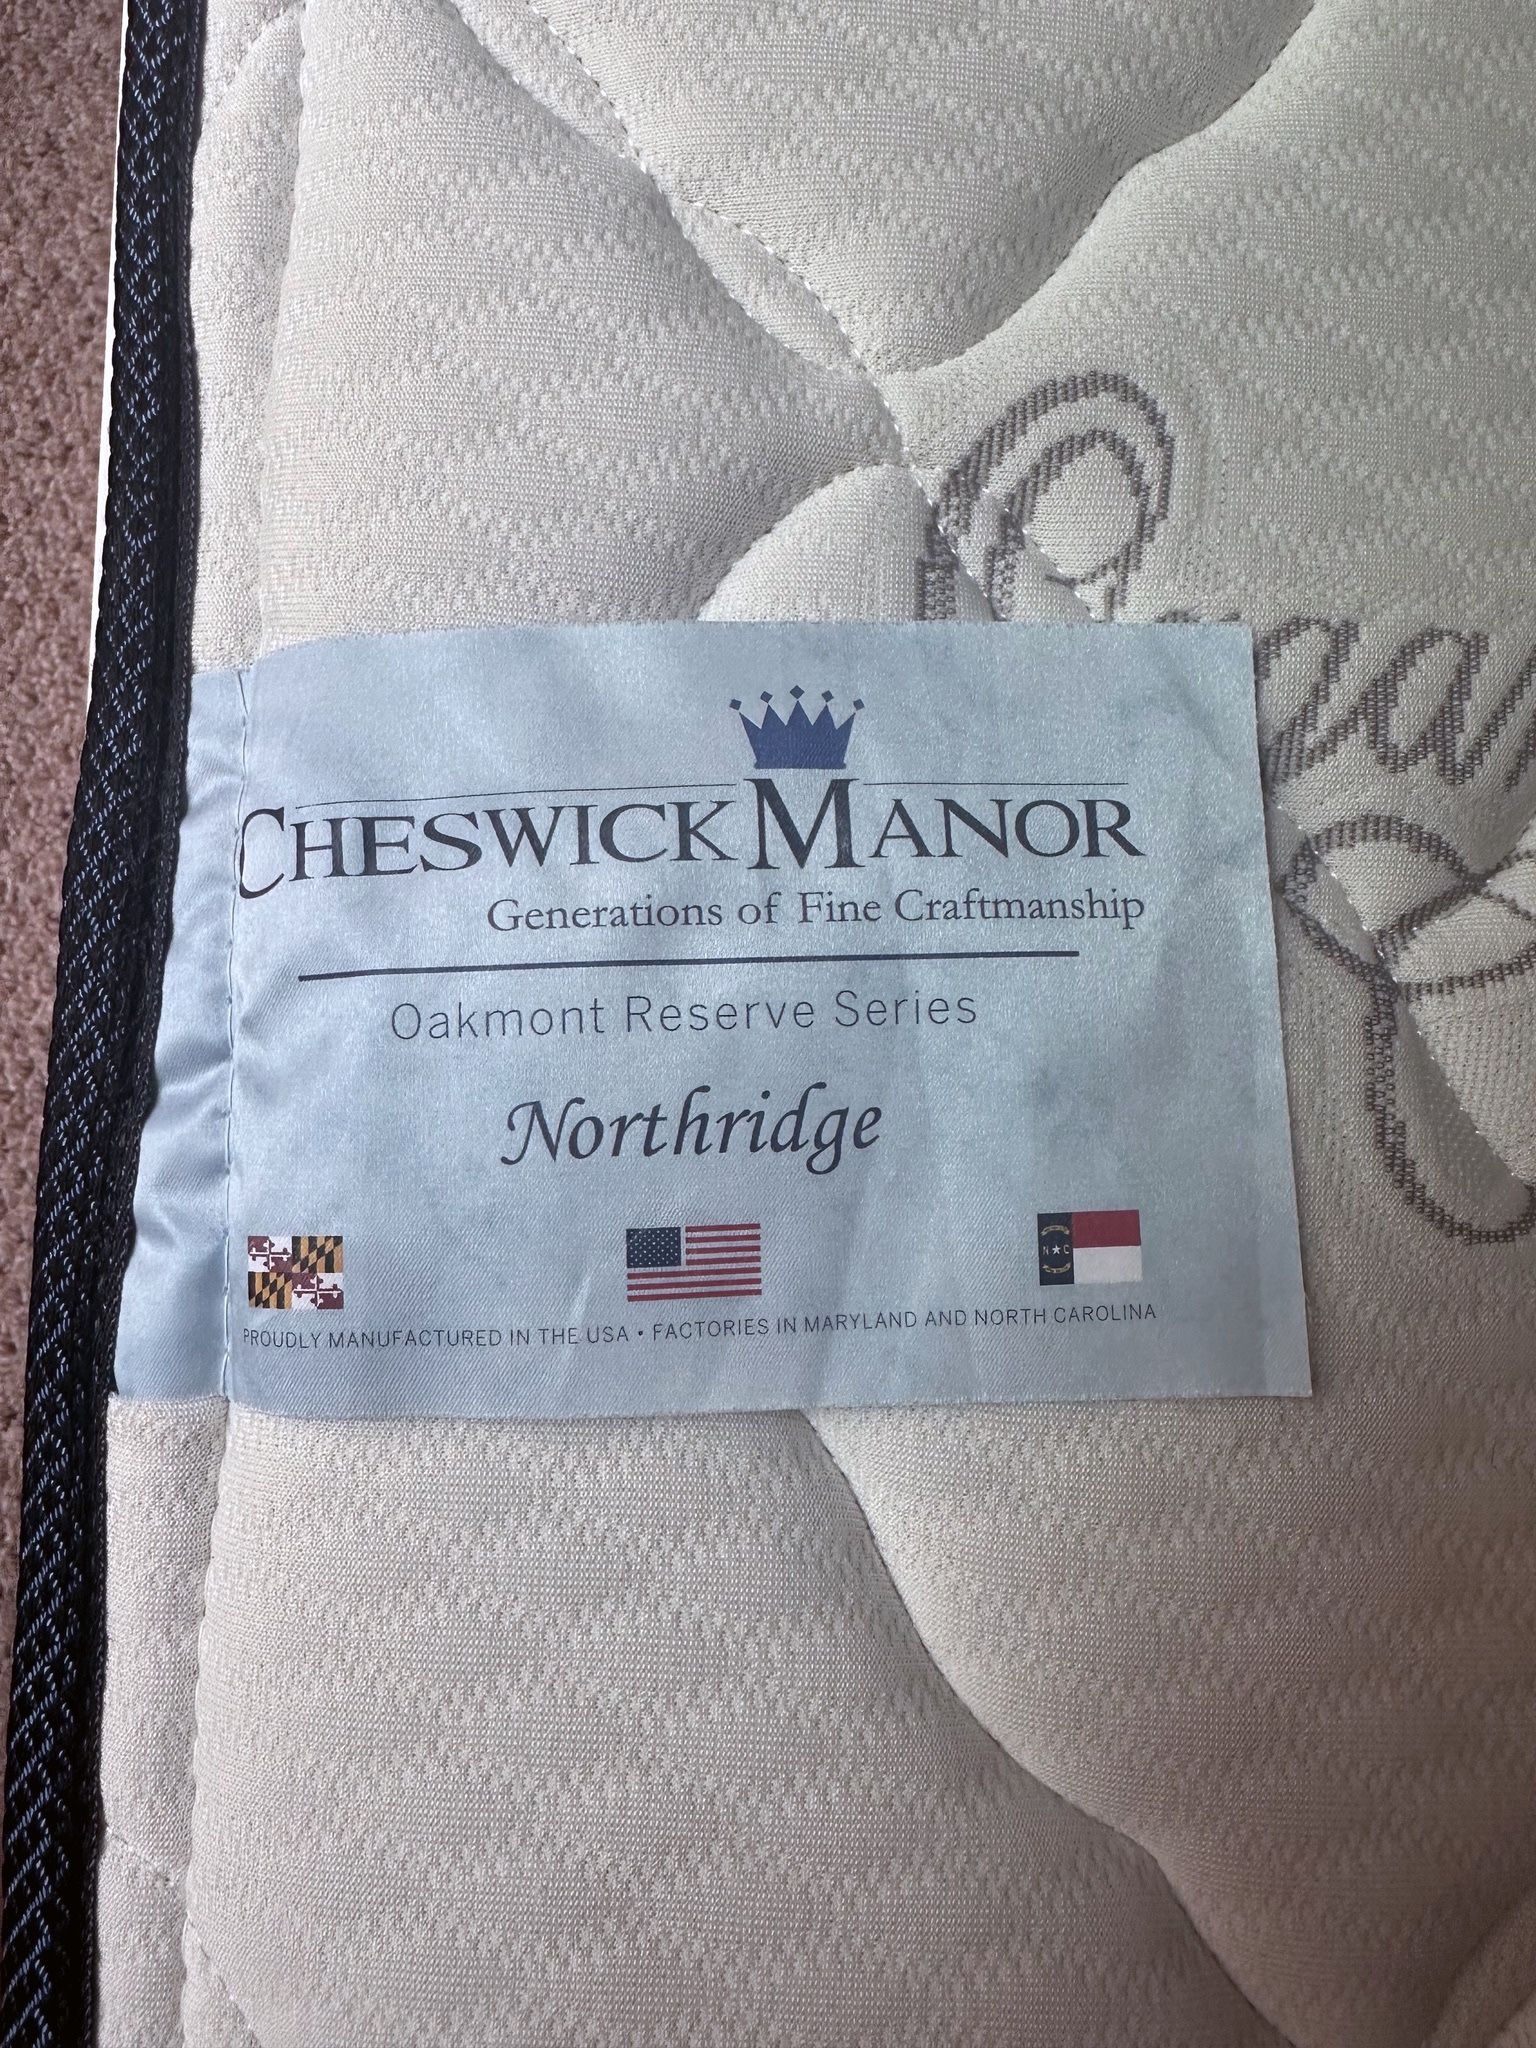 CHESWICK MANOR
Generations of Fine Craftmanship
Oakmont Reserve Series
Northridge
N C
PROUDLY MANUFACTURED IN THE USA • FACTORIES IN MARYLAND AND NORTH CAROLINA